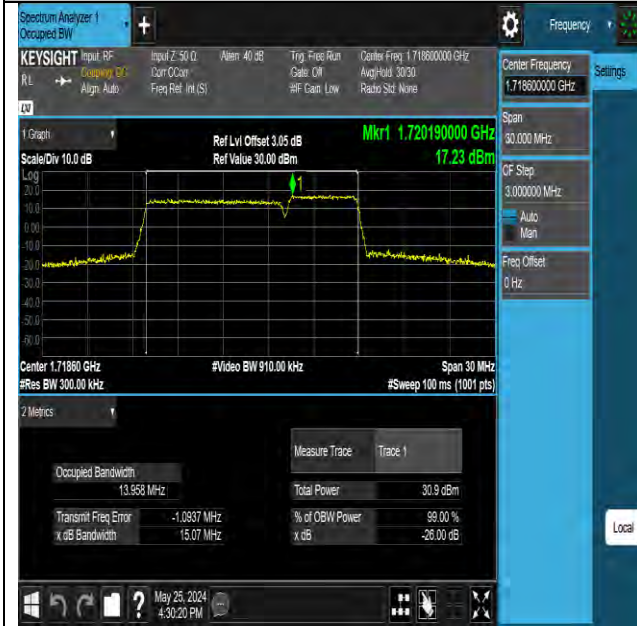 Spectrum Analyzer 1
Occupied BW
Frequency
KEYSIGHT
Input: RF
Coupling: DC
Align: Auto
RL
Input Z: 50 Ω
Corr CCorr
Freq Ref: Int (S)
Atten: 40 dB
Trig: Free Run
Gate: Off
#IF Gain: Low
Center Freq: 1.718600000 GHz
Avg|Hold: 30/30
Radio Std: None
Center Frequency
1.718600000 GHz
Settings
Span
30.000 MHz
CF Step
3.000000 MHz
Auto
Man
Freq Offset
0 Hz
1 Graph
Scale/Div 10.0 dB
Ref Lvl Offset 3.05 dB
Ref Value 30.00 dBm
Mkr1 1.720190000 GHz
17.23 dBm
Log
20.0
10.0
0.00
-10.0
-20.0
-30.0
-40.0
-50.0
-60.0
1
Center 1.71860 GHz
#Res BW 300.00 kHz
#Video BW 910.00 kHz
Span 30 MHz
#Sweep 100 ms (1001 pts)
2 Metrics
Measure Trace
Trace 1
Occupied Bandwidth
13.958 MHz
Total Power
30.9 dBm
Transmit Freq Error
-1.0937 MHz
% of OBW Power
99.00 %
x dB Bandwidth
15.07 MHz
x dB
-26.00 dB
Local
?
May 25, 2024
4:30:20 PM